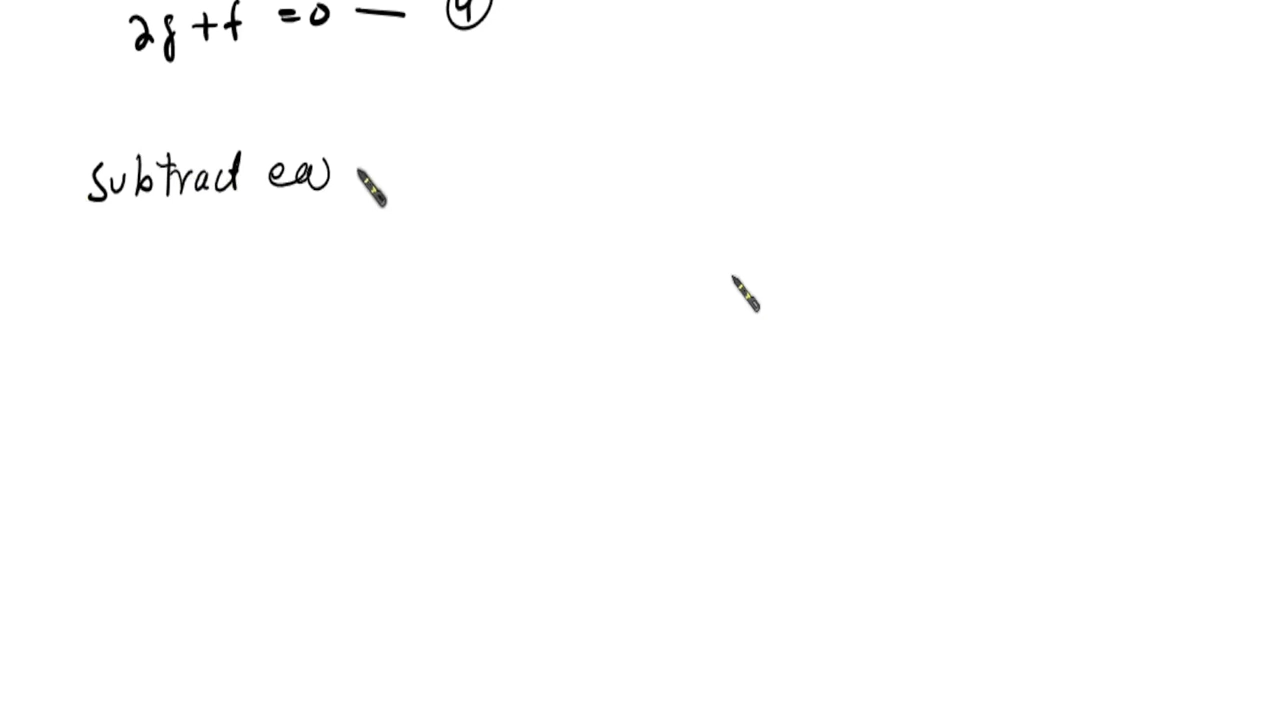 2g + f = 0 — ④
subtract eq